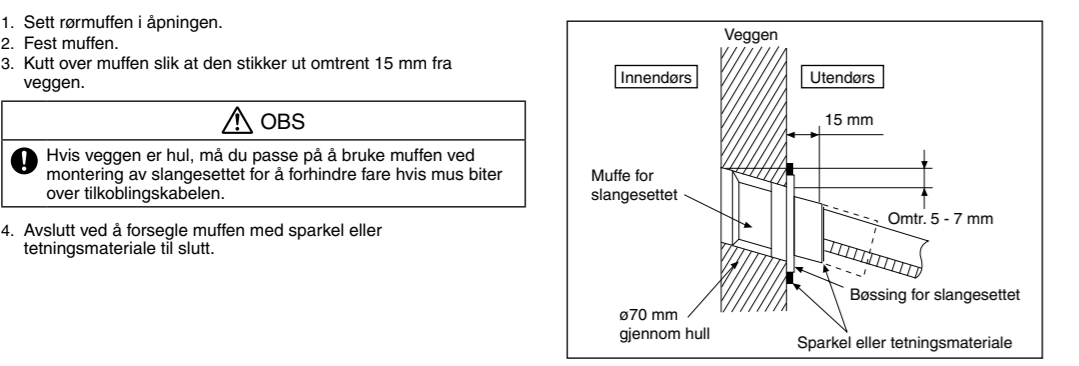 1. Sett rørmuffen i åpningen.
2. Fest muffen.
3. Kutt over muffen slik at den stikker ut omtrent 15 mm fra
veggen.
OBS
Hvis veggen er hul, må du passe på å bruke muffen ved
montering av slangesettet for å forhindre fare hvis mus biter
over tilkoblingskabelen.
4. Avslutt ved å forsegle muffen med sparkel eller
tetningsmateriale til slutt.
Veggen
Innendørs
Utendørs
15 mm
Muffe for
slangesettet
Omtr. 5 - 7 mm
Bøssing for slangesettet
ø70 mm
gjennom hull
Sparkel eller tetningsmateriale